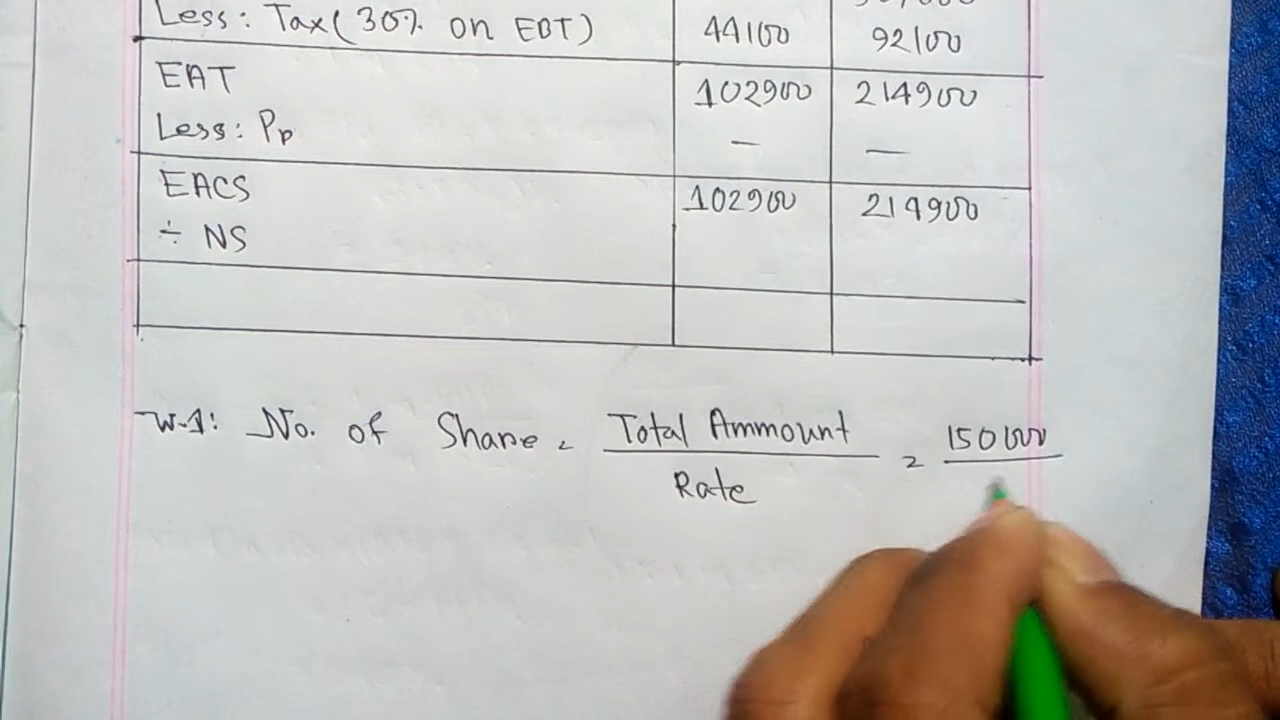 Less: Tax (30% on EBT) 44100 92100
EAT 102900 214900
Less: Pp — —
EACS 102900 214900
÷ NS
W-1: No. of Share = Total Ammount / Rate = 150000